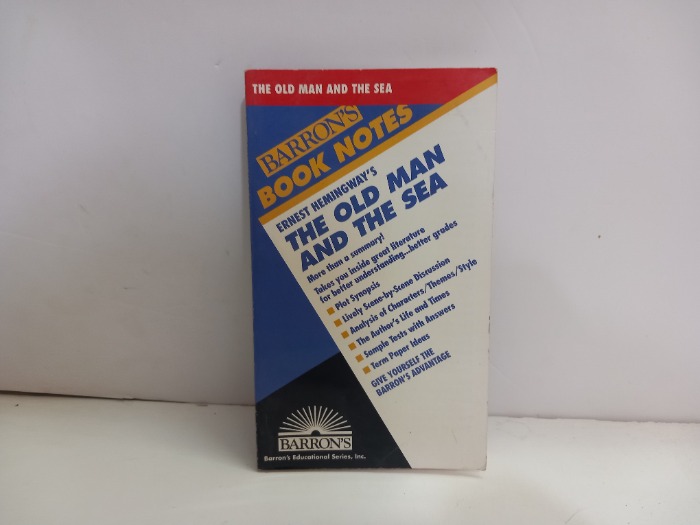 THE OLD MAN AND THE SEA
BARRON'S
BOOK NOTES
ERNEST HEMINGWAY'S
THE OLD MAN
AND THE SEA
More than a summary!
Takes you inside great literature
for better understanding...better grades
Plot Synopsis
Lively Scene-by-Scene Discussion
Analysis of Characters/Themes/Style
The Author's Life and Times
Sample Tests with Answers
Term Paper Ideas
GIVE YOURSELF THE
BARRON'S ADVANTAGE
BARRON'S
Barron's Educational Series, Inc.